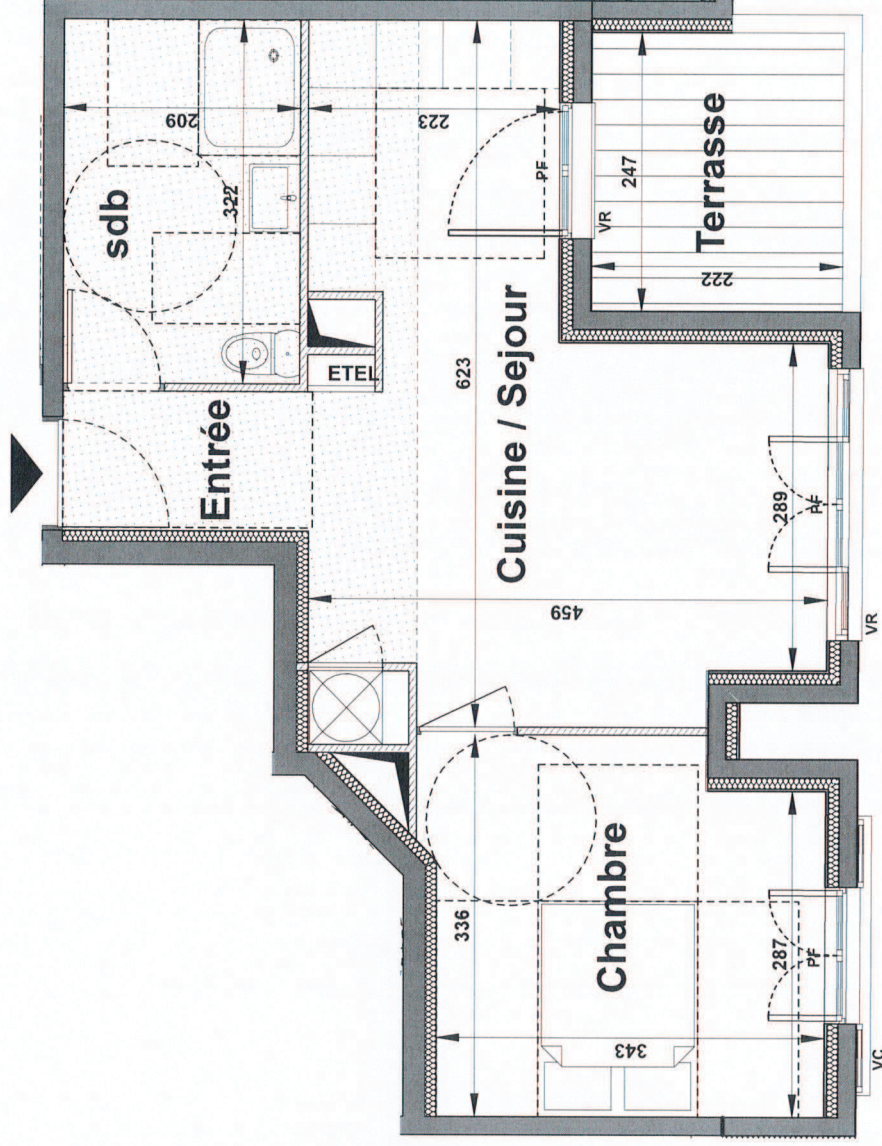 sdb
209
322
223
Entrée
ETEL
PF
VR
247
Terrasse
222
Cuisine / Sejour
623
459
289
PF
VR
Chambre
336
343
287
PF
VC